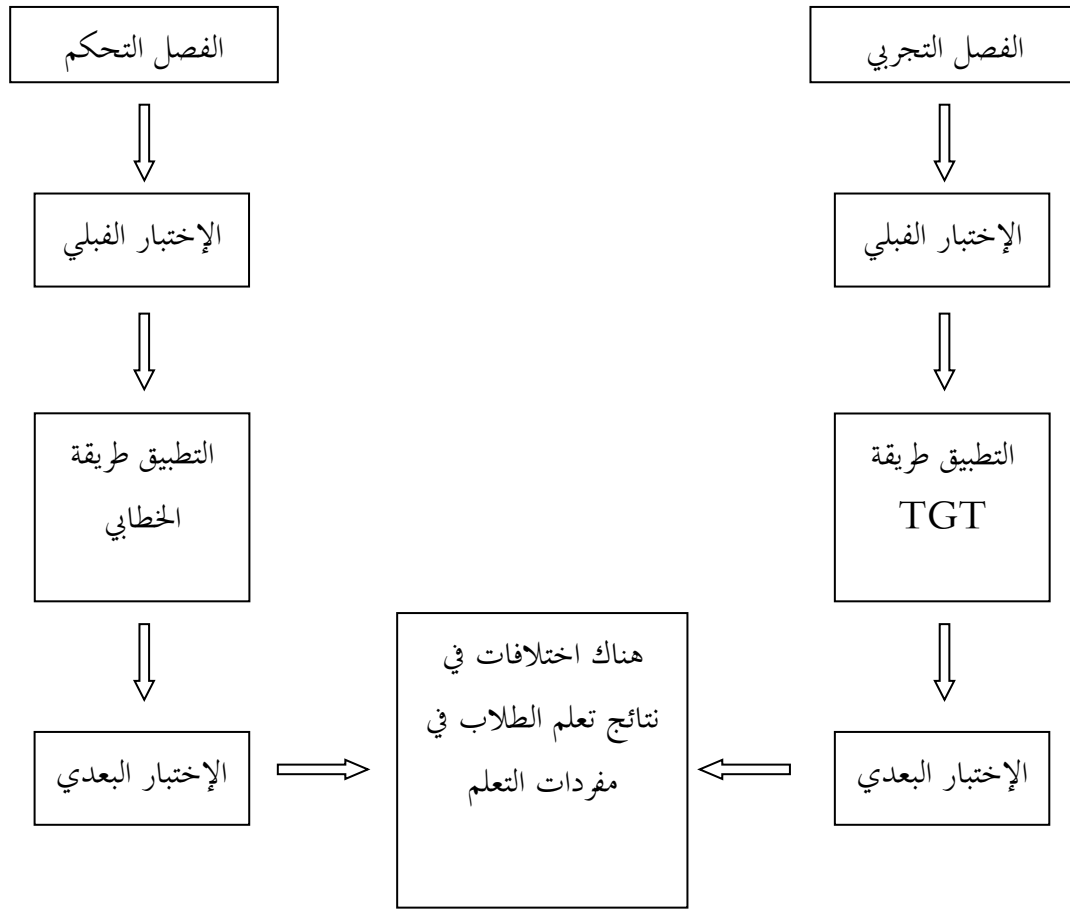 الفصل التجربي
الفصل التحكم
الإختبار الفبلي
الإختبار الفبلي
التطبيق طريقة
TGT
التطبيق طريقة
الخطابي
هناك اختلافات في
نتائج تعلم الطلاب في
مفردات التعلم
الإختبار البعدي
الإختبار البعدي